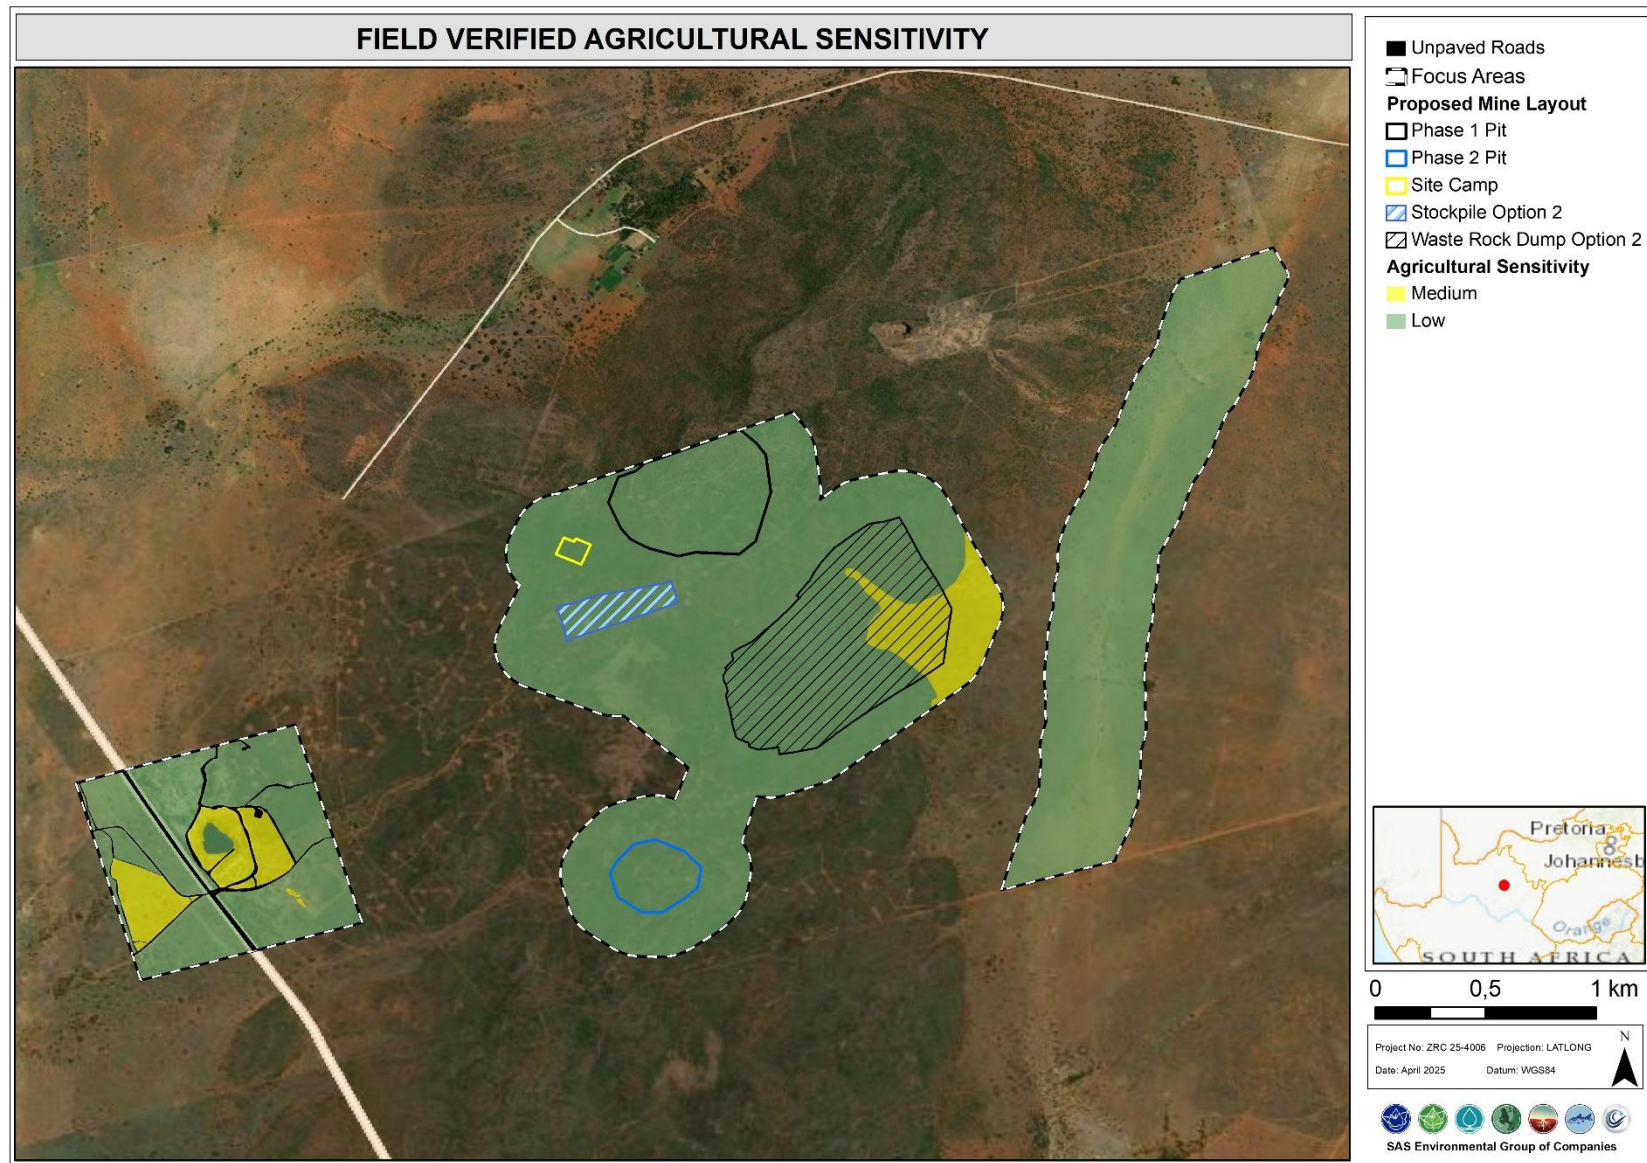 FIELD VERIFIED AGRICULTURAL SENSITIVITY
Unpaved Roads
Focus Areas
Proposed Mine Layout
Phase 1 Pit
Phase 2 Pit
Site Camp
Stockpile Option 2
Waste Rock Dump Option 2
Agricultural Sensitivity
Medium
Low
Pretoria
Johannesb
Orange
SOUTH AFRICA
0 0,5 1 km
Project No: ZRC 25-4006 Projection: LATLONG
Date: April 2025 Datum: WGS84
N
SAS Environmental Group of Companies